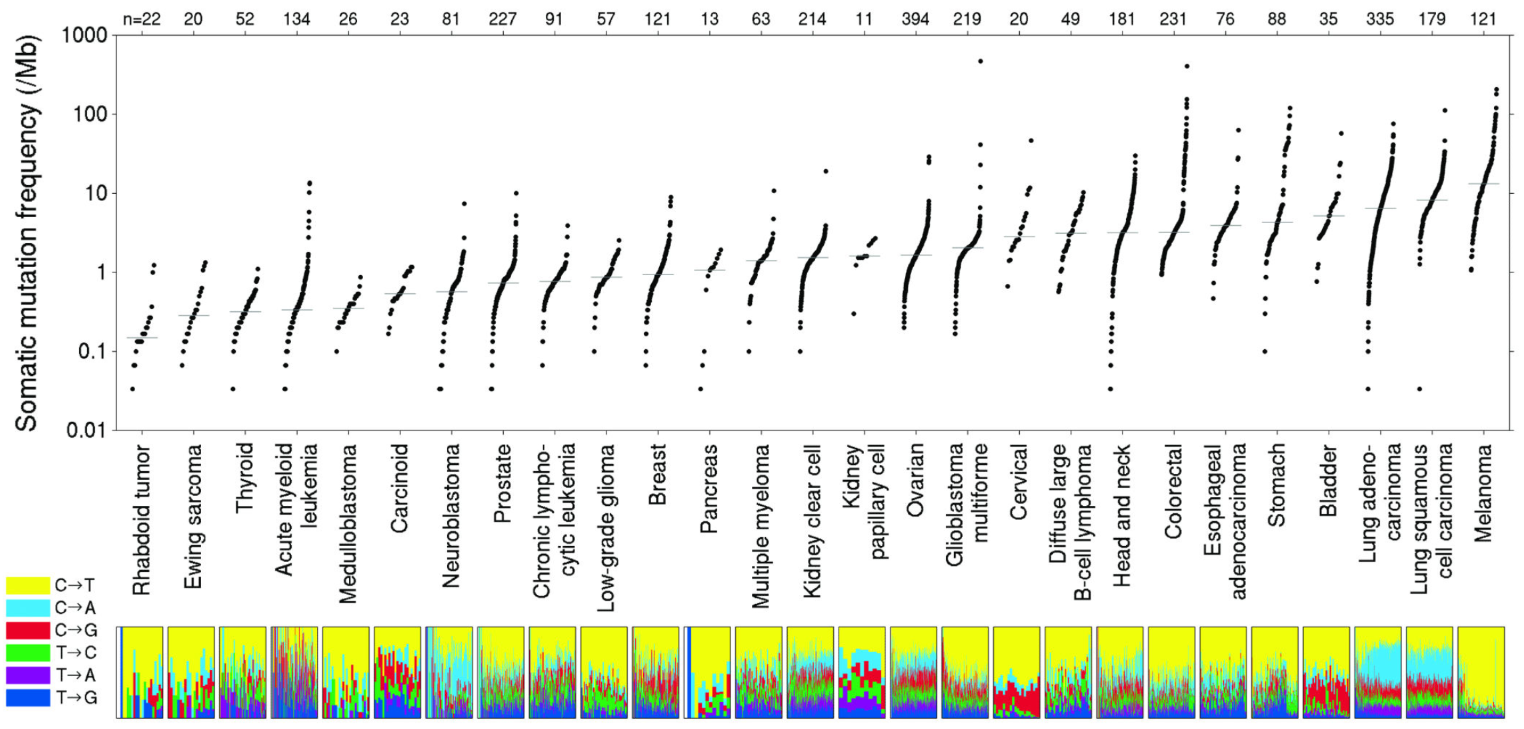 n=22 20 52 134 26 23 81 227 91 57 121 13 63 214 11 394 219 20 49 181 231 76 88 35 335 179 121
Somatic mutation frequency (/Mb)
1000
100
10
1
0.1
0.01
Rhabdoid tumor
Ewing sarcoma
Thyroid
Acute myeloid
leukemia
Medulloblastoma
Carcinoid
Neuroblastoma
Prostate
Chronic lympho-
cytic leukemia
Low-grade glioma
Breast
Pancreas
Multiple myeloma
Kidney clear cell
Kidney
papillary cell
Ovarian
Glioblastoma
multiforme
Cervical
Diffuse large
B-cell lymphoma
Head and neck
Colorectal
Esophageal
adenocarcinoma
Stomach
Bladder
Lung adeno-
carcinoma
Lung squamous
cell carcinoma
Melanoma
C→T
C→A
C→G
T→C
T→A
T→G